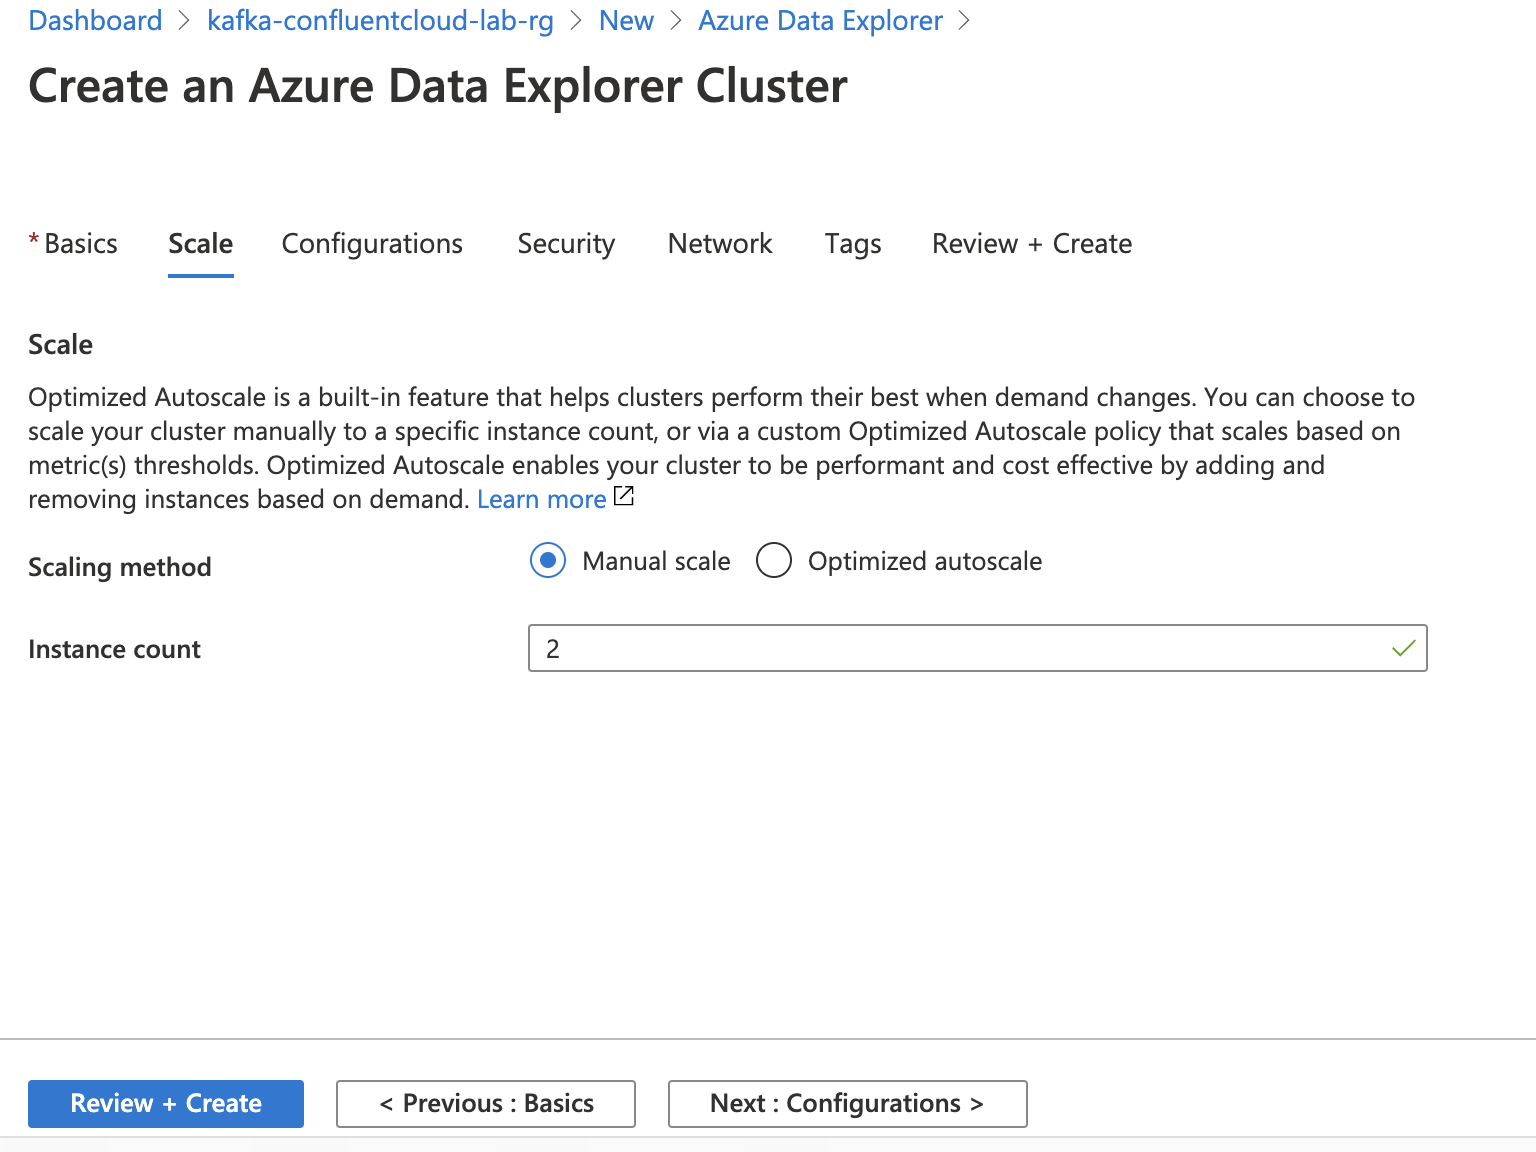 Dashboard > kafka-confluentcloud-lab-rg > New > Azure Data Explorer >
Create an Azure Data Explorer Cluster
* Basics Scale Configurations Security Network Tags Review + Create
Scale
Optimized Autoscale is a built-in feature that helps clusters perform their best when demand changes. You can choose to
scale your cluster manually to a specific instance count, or via a custom Optimized Autoscale policy that scales based on
metric(s) thresholds. Optimized Autoscale enables your cluster to be performant and cost effective by adding and
removing instances based on demand. Learn more
Scaling method Manual scale Optimized autoscale
Instance count 2
Review + Create < Previous : Basics Next : Configurations >